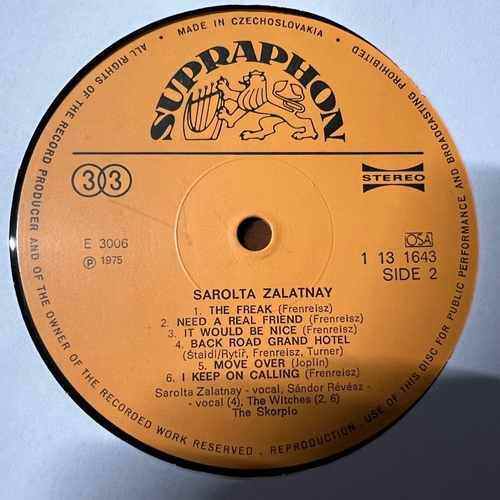 ALL RIGHTS OF THE RECORD PRODUCER AND OF THE OWNER OF THE RECORDED WORK RESERVED . REPRODUCTION . USE OF THIS DISC FOR PUBLIC PERFORMANCE AND BROADCASTING PROHIBITED
• MADE IN CZECHOSLOVAKIA •
SUPRAPHON
33
STEREO
E 3006
℗ 1975
OSA
1 13 1643
SIDE 2
SAROLTA ZALATNAY
1. THE FREAK (Frenreisz)
2. NEED A REAL FRIEND (Frenreisz)
3. IT WOULD BE NICE (Frenreisz)
4. BACK ROAD GRAND HOTEL
(Štaidl/Rytíř, Frenreisz, Turner)
5. MOVE OVER (Joplin)
6. I KEEP ON CALLING (Frenreisz)
Sarolta Zalatnay - vocal, Sándor Révész -
- vocal (4), The Witches (2, 6)
The Skorpio